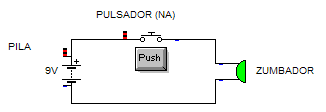 PULSADOR (NA)
PILA
Push
9V
+
ZUMBADOR